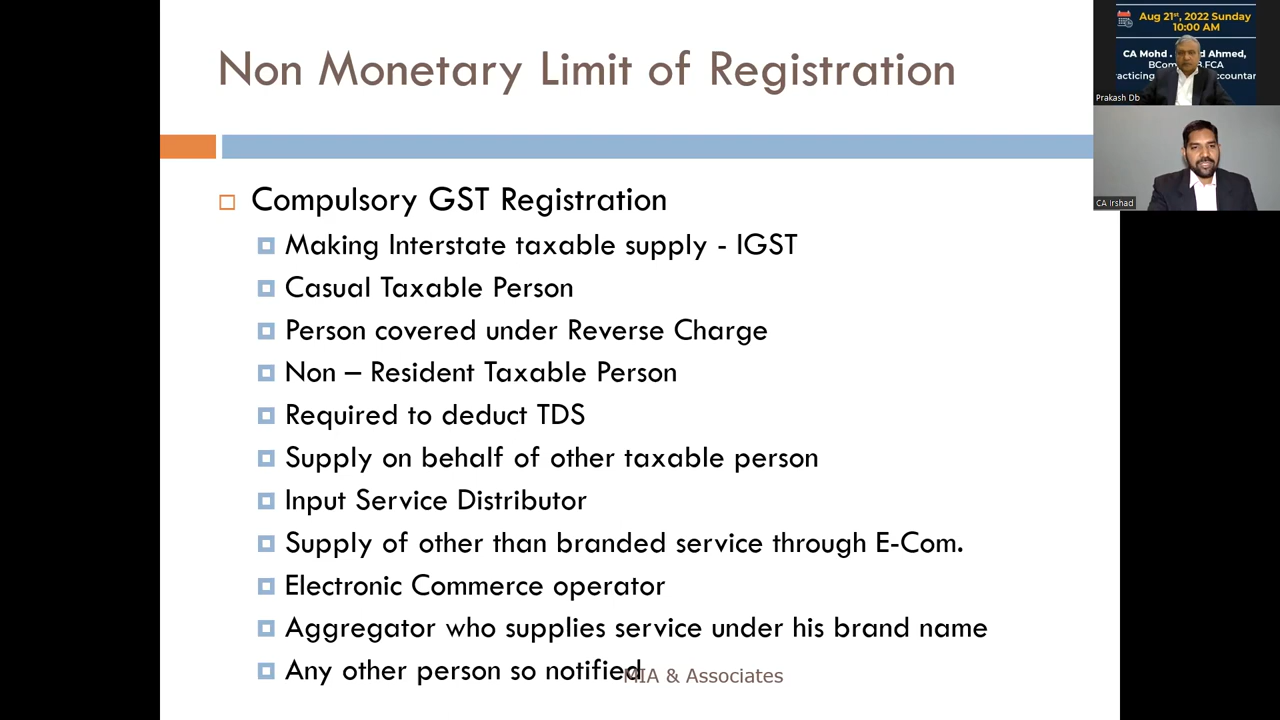 Non Monetary Limit of Registration
Compulsory GST Registration
Making Interstate taxable supply - IGST
Casual Taxable Person
Person covered under Reverse Charge
Non – Resident Taxable Person
Required to deduct TDS
Supply on behalf of other taxable person
Input Service Distributor
Supply of other than branded service through E-Com.
Electronic Commerce operator
Aggregator who supplies service under his brand name
Any other person so notified
MIA & Associates
Aug 21st, 2022 Sunday
10:00 AM
CA Mohd Ahmed,
BCom FCA
Prakash Db
CA Irshad